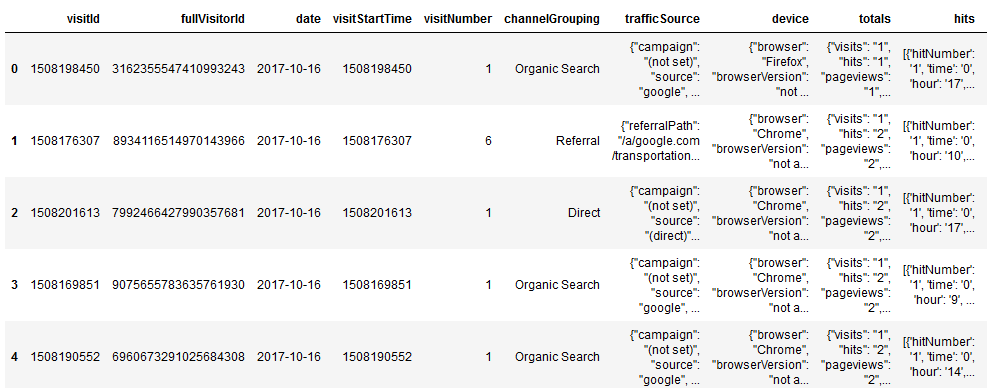 visitId fullVisitorId date visitStartTime visitNumber channelGrouping trafficSource device totals hits
0 1508198450 3162355547410993243 2017-10-16 1508198450 1 Organic Search
{"campaign":
"(not set)",
"source":
"google", ...
{"browser":
"Firefox",
"browserVersion":
"not ...
{"visits": "1",
"hits": "1",
"pageviews":
"1",...
[{'hitNumber':
'1', 'time': '0',
'hour': '17',...
1 1508176307 8934116514970143966 2017-10-16 1508176307 6 Referral
{"referralPath":
"/a/google.com
/transportation...
{"browser":
"Chrome",
"browserVersion":
"not a...
{"visits": "1",
"hits": "2",
"pageviews":
"2",...
[{'hitNumber':
'1', 'time': '0',
'hour': '10',...
2 1508201613 7992466427990357681 2017-10-16 1508201613 1 Direct
{"campaign":
"(not set)",
"source":
"(direct)"...
{"browser":
"Chrome",
"browserVersion":
"not a...
{"visits": "1",
"hits": "2",
"pageviews":
"2",...
[{'hitNumber':
'1', 'time': '0',
'hour': '17',...
3 1508169851 9075655783635761930 2017-10-16 1508169851 1 Organic Search
{"campaign":
"(not set)",
"source":
"google", ...
{"browser":
"Chrome",
"browserVersion":
"not a...
{"visits": "1",
"hits": "2",
"pageviews":
"2",...
[{'hitNumber':
'1', 'time': '0',
'hour': '9', ...
4 1508190552 6960673291025684308 2017-10-16 1508190552 1 Organic Search
{"campaign":
"(not set)",
"source":
"google", ...
{"browser":
"Chrome",
"browserVersion":
"not a...
{"visits": "1",
"hits": "2",
"pageviews":
"2",...
[{'hitNumber':
'1', 'time': '0',
'hour': '14',...